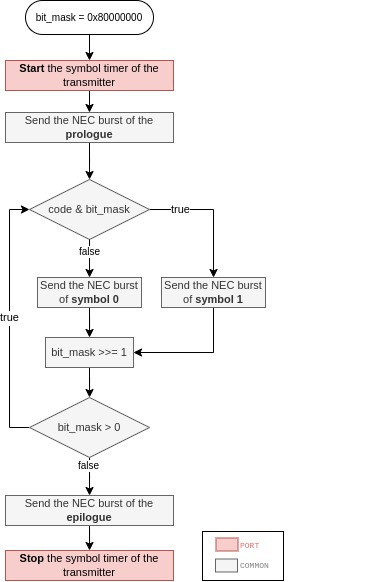 bit_mask = 0x80000000
Start the symbol timer of the
transmitter
Send the NEC burst of the
prologue
code & bit_mask
true
false
Send the NEC burst
of symbol 0
Send the NEC burst
of symbol 1
true
bit_mask >>= 1
bit_mask > 0
false
Send the NEC burst of the
epilogue
Stop the symbol timer of the
transmitter
PORT
COMMON